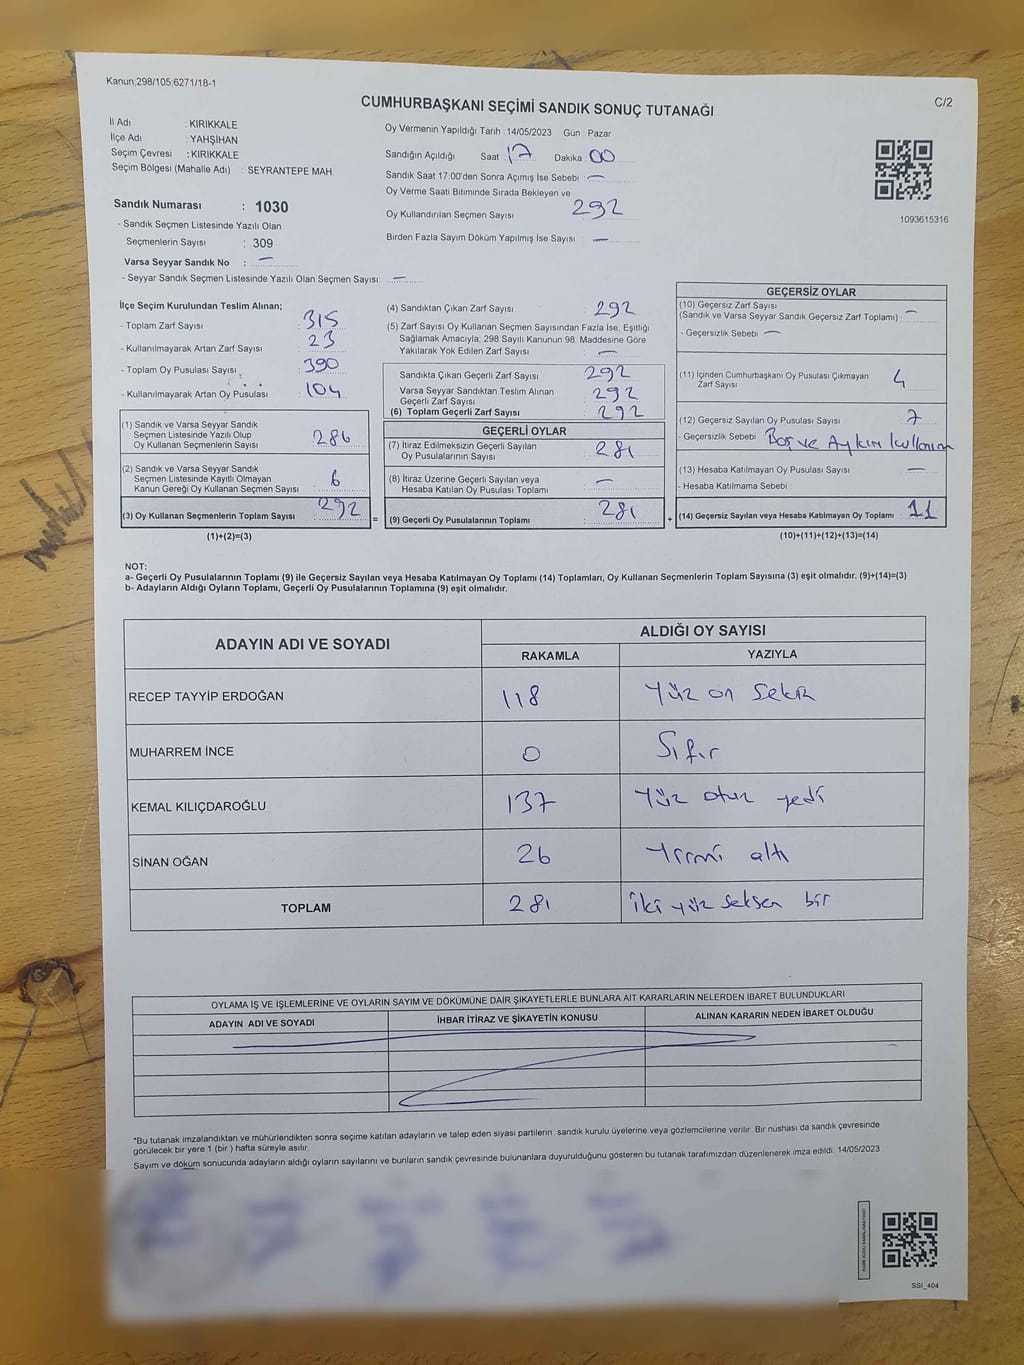 Kanun;298/105;6271/18-1
C/2
CUMHURBAŞKANI SEÇİMİ SANDIK SONUÇ TUTANAĞI
İl Adı : KIRIKKALE
İlçe Adı : YAHŞİHAN
Seçim Çevresi : KIRIKKALE
Seçim Bölgesi (Mahalle Adı) : SEYRANTEPE MAH.
Sandık Numarası : 1030
- Sandık Seçmen Listesinde Yazılı Olan
Seçmenlerin Sayısı : 309
Varsa Seyyar Sandık No : —
- Seyyar Sandık Seçmen Listesinde Yazılı Olan Seçmen Sayısı: —
Oy Vermenin Yapıldığı Tarih : 14/05/2023 Gün : Pazar
Sandığın Açıldığı Saat : 17 Dakika : 00
Sandık Saat 17:00'den Sonra Açımış İse Sebebi : —
Oy Verme Saati Bitiminde Sırada Bekleyen ve
Oy Kullandırılan Seçmen Sayısı 292
Birden Fazla Sayım Döküm Yapılmış İse Sayısı : —
1093615316
İlçe Seçim Kurulundan Teslim Alınan;
- Toplam Zarf Sayısı : 315
- Kullanılmayarak Artan Zarf Sayısı : 23
- Toplam Oy Pusulası Sayısı : 390
- Kullanılmayarak Artan Oy Pusulası : 104
(1) Sandık ve Varsa Seyyar Sandık
Seçmen Listesinde Yazılı Olup
Oy Kullanan Seçmenlerin Sayısı : 286
(2) Sandık ve Varsa Seyyar Sandık
Seçmen Listesinde Kayıtlı Olmayan
Kanun Gereği Oy Kullanan Seçmen Sayısı : 6
(3) Oy Kullanan Seçmenlerin Toplam Sayısı : 292
(1)+(2)=(3)
(4) Sandıktan Çıkan Zarf Sayısı : 292
(5) Zarf Sayısı Oy Kullanan Seçmen Sayısından Fazla İse, Eşitliği
Sağlamak Amacıyla; 298 Sayılı Kanunun 98. Maddesine Göre
Yakılarak Yok Edilen Zarf Sayısı : —
Sandıkta Çıkan Geçerli Zarf Sayısı : 292
Varsa Seyyar Sandıktan Teslim Alınan
Geçerli Zarf Sayısı : 292
(6) Toplam Geçerli Zarf Sayısı : 292
GEÇERLİ OYLAR
(7) İtiraz Edilmeksizin Geçerli Sayılan
Oy Pusulalarının Sayısı : 281
(8) İtiraz Üzerine Geçerli Sayılan veya
Hesaba Katılan Oy Pusulası Toplamı : —
= (9) Geçerli Oy Pusulalarının Toplamı : 281
GEÇERSİZ OYLAR
(10) Geçersiz Zarf Sayısı
(Sandık ve Varsa Seyyar Sandık Geçersiz Zarf Toplamı) : —
- Geçersizlik Sebebi —
(11) İçinden Cumhurbaşkanı Oy Pusulası Çıkmayan
Zarf Sayısı 4
(12) Geçersiz Sayılan Oy Pusulası Sayısı 7
- Geçersizlik Sebebi : Boş ve Aykırı kullanım
(13) Hesaba Katılmayan Oy Pusulası Sayısı —
- Hesaba Katılmama Sebebi :
+ (14) Geçersiz Sayılan veya Hesaba Katılmayan Oy Toplamı : 11
(10)+(11)+(12)+(13)=(14)
NOT:
a- Geçerli Oy Pusulalarının Toplamı (9) ile Geçersiz Sayılan veya Hesaba Katılmayan Oy Toplamı (14) Toplamları, Oy Kullanan Seçmenlerin Toplam Sayısına (3) eşit olmalıdır. (9)+(14)=(3)
b- Adayların Aldığı Oyların Toplamı, Geçerli Oy Pusulalarının Toplamına (9) eşit olmalıdır.
ADAYIN ADI VE SOYADI
ALDIĞI OY SAYISI
RAKAMLA YAZIYLA
RECEP TAYYİP ERDOĞAN 118 Yüz on sekiz
MUHARREM İNCE 0 Sıfır
KEMAL KILIÇDAROĞLU 137 Yüz otuz yedi
SİNAN OĞAN 26 Yirmi altı
TOPLAM 281 iki yüz seksen bir
OYLAMA İŞ VE İŞLEMLERİNE VE OYLARIN SAYIM VE DÖKÜMÜNE DAİR ŞİKAYETLERLE BUNLARA AİT KARARLARIN NELERDEN İBARET BULUNDUKLARI
ADAYIN ADI VE SOYADI İHBAR İTİRAZ VE ŞİKAYETİN KONUSU ALINAN KARARIN NEDEN İBARET OLDUĞU
*Bu tutanak imzalandıktan ve mühürlendikten sonra seçime katılan adayların ve talep eden siyasi partilerin sandık kurulu üyelerine veya gözlemcilerine verilir. Bir nüshası da sandık çevresinde
görülecek bir yere 1 (bir ) hafta süreyle asılır.
Sayım ve döküm sonucunda adayların aldığı oyların sayılarını ve bunların sandık çevresinde bulunanlara duyurulduğunu gösteren bu tutanak tarafımızdan düzenlenerek imza edildi. 14/05/2023
SSI_404